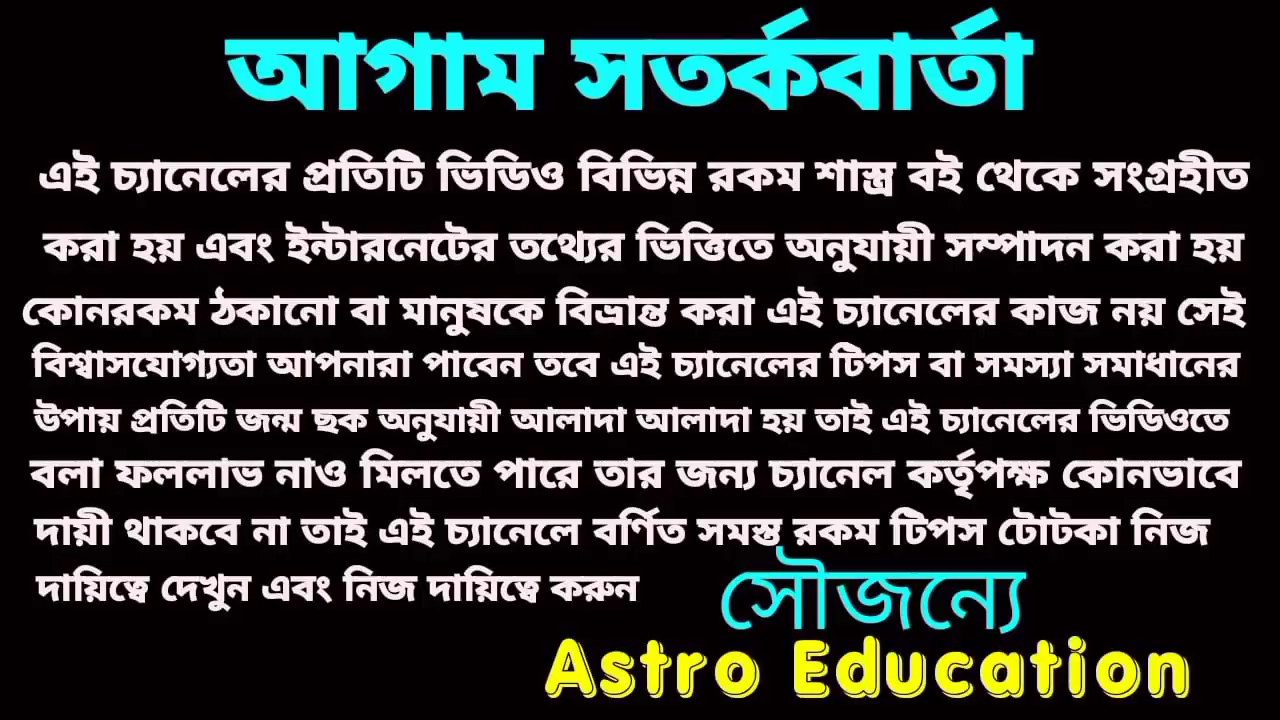 আগাম সতর্কবার্তা
এই চ্যানেলের প্রতিটি ভিডিও বিভিন্ন রকম শাস্ত্র বই থেকে সংগ্রহীত
করা হয় এবং ইন্টারনেটের তথ্যের ভিত্তিতে অনুযায়ী সম্পাদন করা হয়
কোনরকম ঠকানো বা মানুষকে বিভ্রান্ত করা এই চ্যানেলের কাজ নয় সেই
বিশ্বাসযোগ্যতা আপনারা পাবেন তবে এই চ্যানেলের টিপস বা সমস্যা সমাধানের
উপায় প্রতিটি জন্ম ছক অনুযায়ী আলাদা আলাদা হয় তাই এই চ্যানেলের ভিডিওতে
বলা ফললাভ নাও মিলতে পারে তার জন্য চ্যানেল কর্তৃপক্ষ কোনভাবে
দায়ী থাকবে না তাই এই চ্যানেলে বর্ণিত সমস্ত রকম টিপস টোটকা নিজ
দায়িত্বে দেখুন এবং নিজ দায়িত্বে করুন
সৌজন্যে
Astro Education